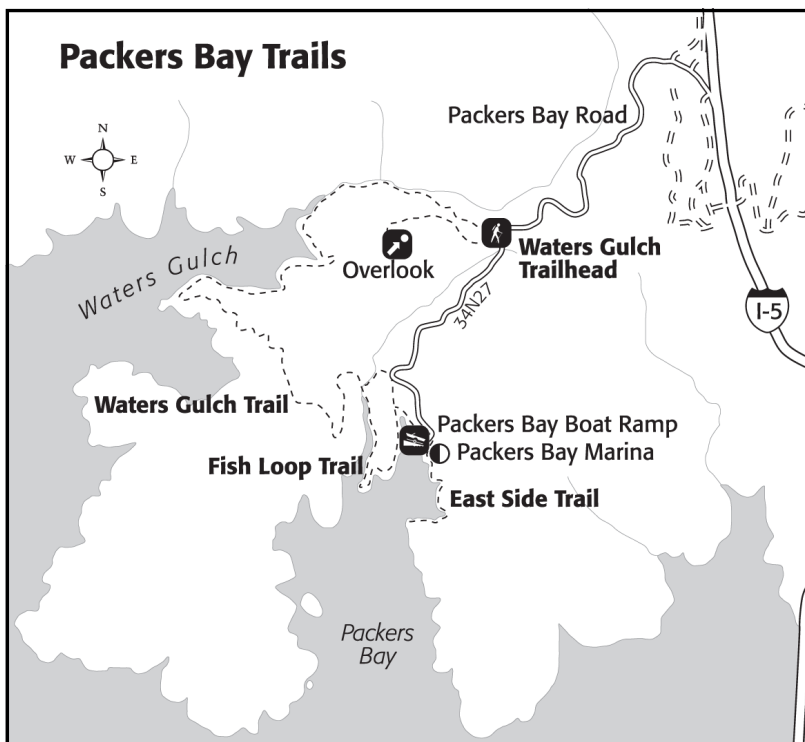 Packers Bay Trails
Packers Bay Road
N
W E
S
Waters Gulch
Overlook
Waters Gulch
Trailhead
34N27
I-5
Waters Gulch Trail
Packers Bay Boat Ramp
Packers Bay Marina
Fish Loop Trail
East Side Trail
Packers
Bay